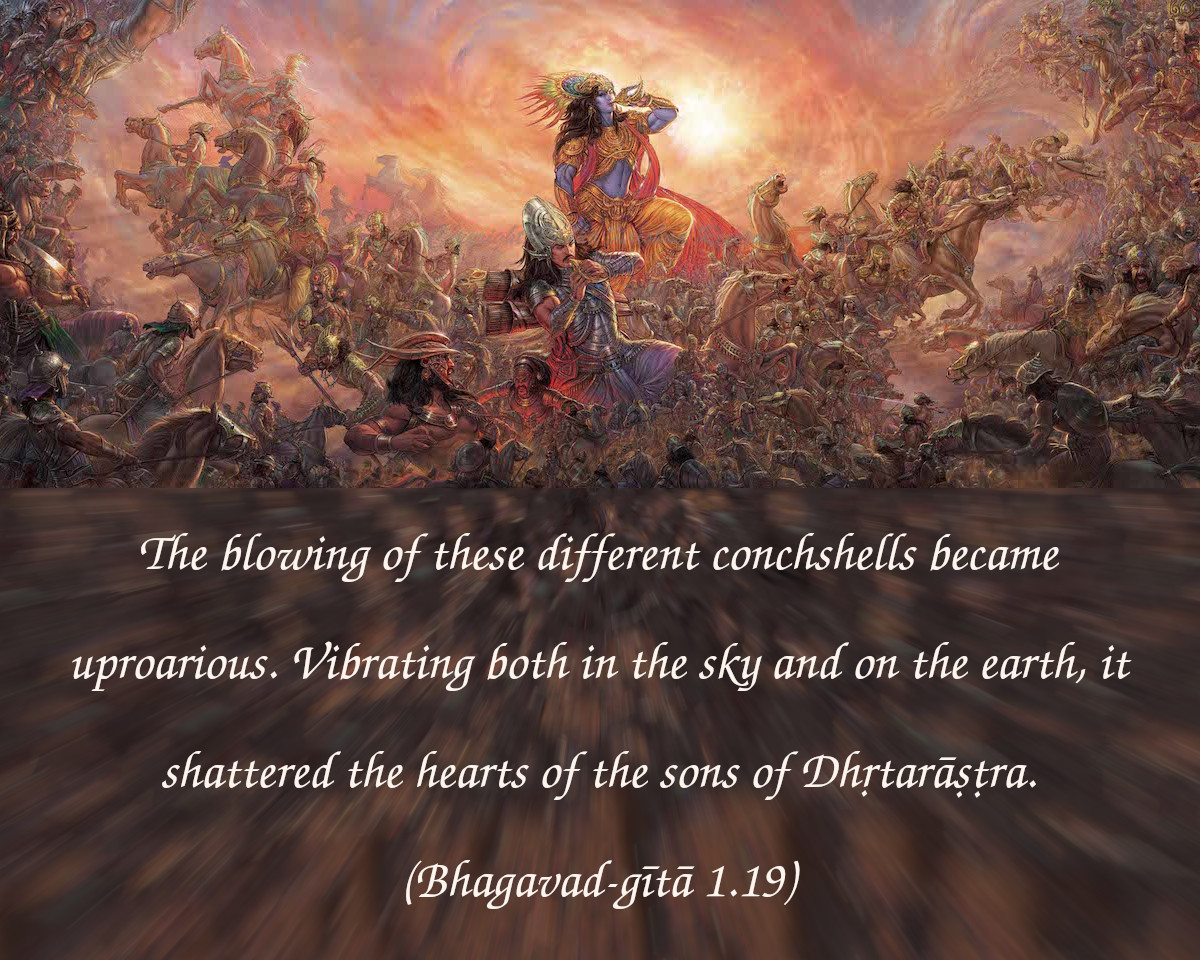 The blowing of these different conchshells became
uproarious. Vibrating both in the sky and on the earth, it
shattered the hearts of the sons of Dhṛtarāṣṭra.
(Bhagavad-gītā 1.19)